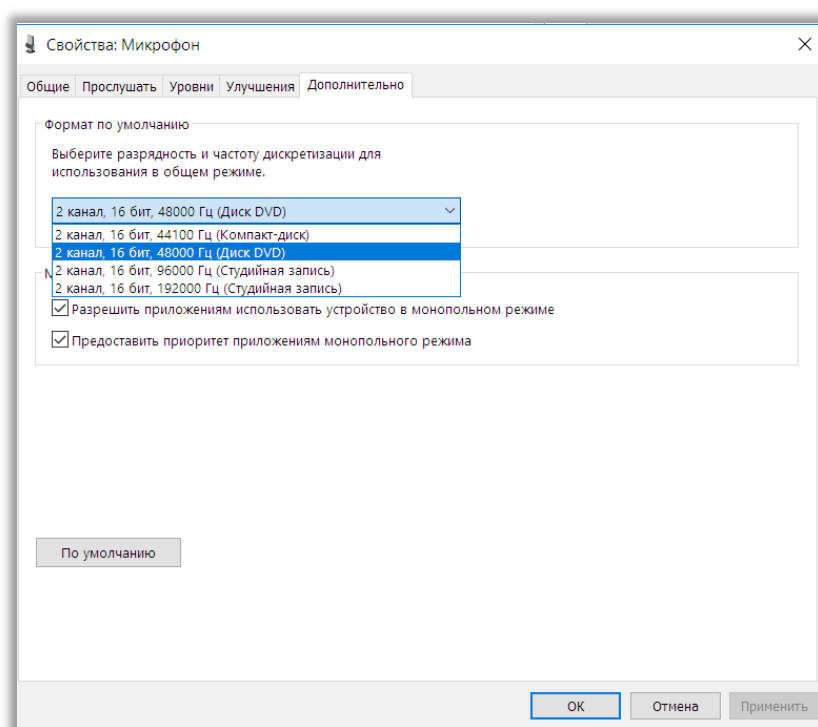 Свойства: Микрофон
Общие Прослушать Уровни Улучшения Дополнительно
Формат по умолчанию
Выберите разрядность и частоту дискретизации для
использования в общем режиме.
2 канал, 16 бит, 48000 Гц (Диск DVD)
2 канал, 16 бит, 44100 Гц (Компакт-диск)
2 канал, 16 бит, 48000 Гц (Диск DVD)
2 канал, 16 бит, 96000 Гц (Студийная запись)
2 канал, 16 бит, 192000 Гц (Студийная запись)
Разрешить приложениям использовать устройство в монопольном режиме
Предоставить приоритет приложениям монопольного режима
По умолчанию
ОК Отмена Применить